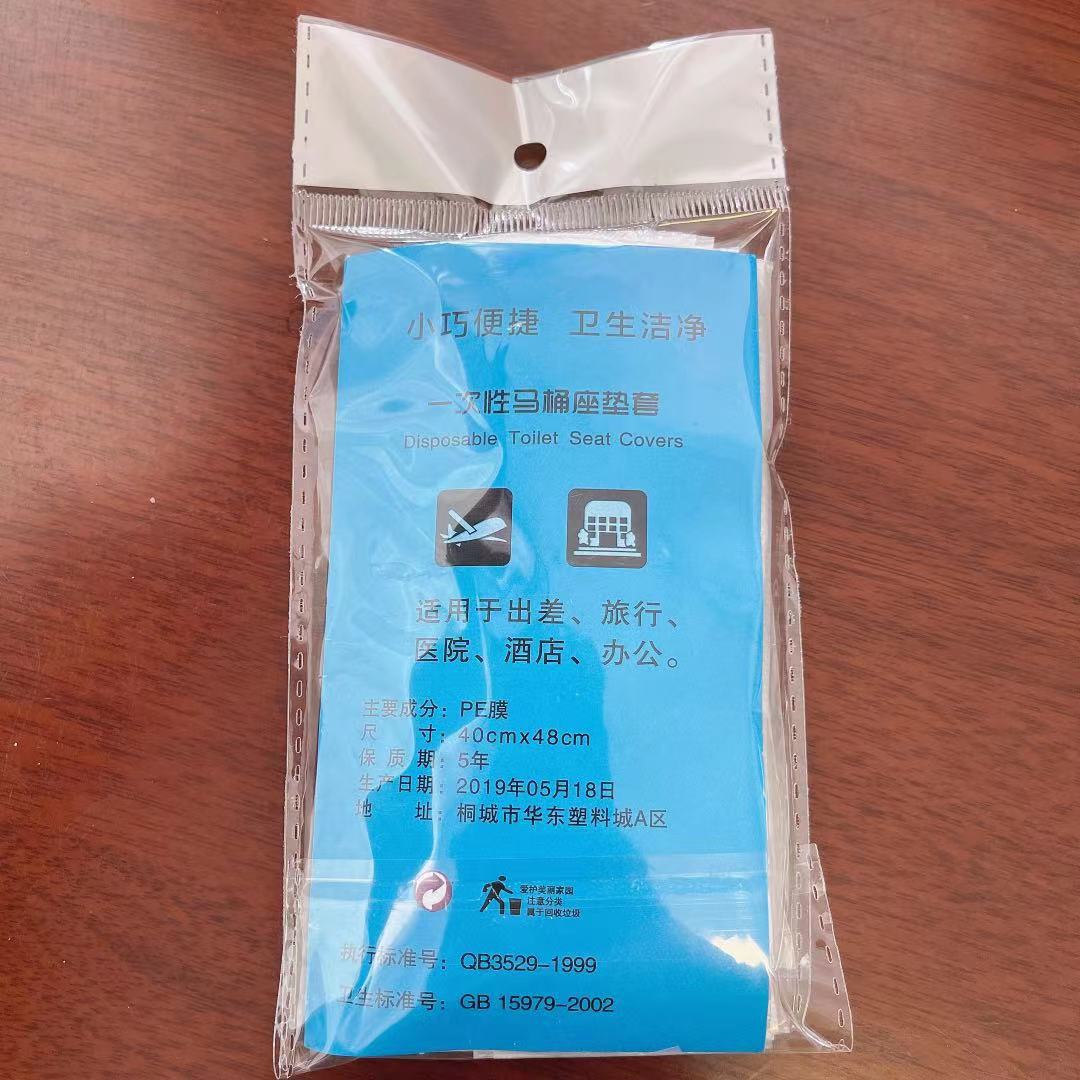 小巧便捷 卫生洁净
一次性马桶座垫套
Disposable Toilet Seat Covers
适用于出差、旅行、
医院、酒店、办公。
主要成分：PE膜
尺 寸：40cmx48cm
保 质 期：5年
生产日期：2019年05月18日
地 址：桐城市华东塑料城A区
爱护美丽家园
注意分类
属于回收垃圾
执行标准号：QB3529-1999
卫生标准号：GB 15979-2002